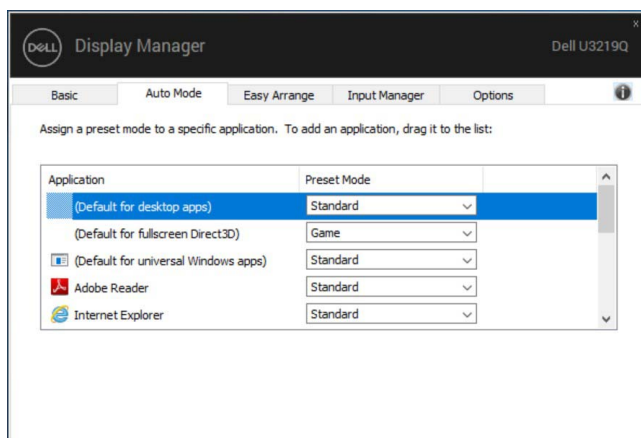 DELL Display Manager Dell U3219Q
Basic Auto Mode Easy Arrange Input Manager Options
Assign a preset mode to a specific application. To add an application, drag it to the list:
Application Preset Mode
(Default for desktop apps) Standard
(Default for fullscreen Direct3D) Game
(Default for universal Windows apps) Standard
Adobe Reader Standard
Internet Explorer Standard